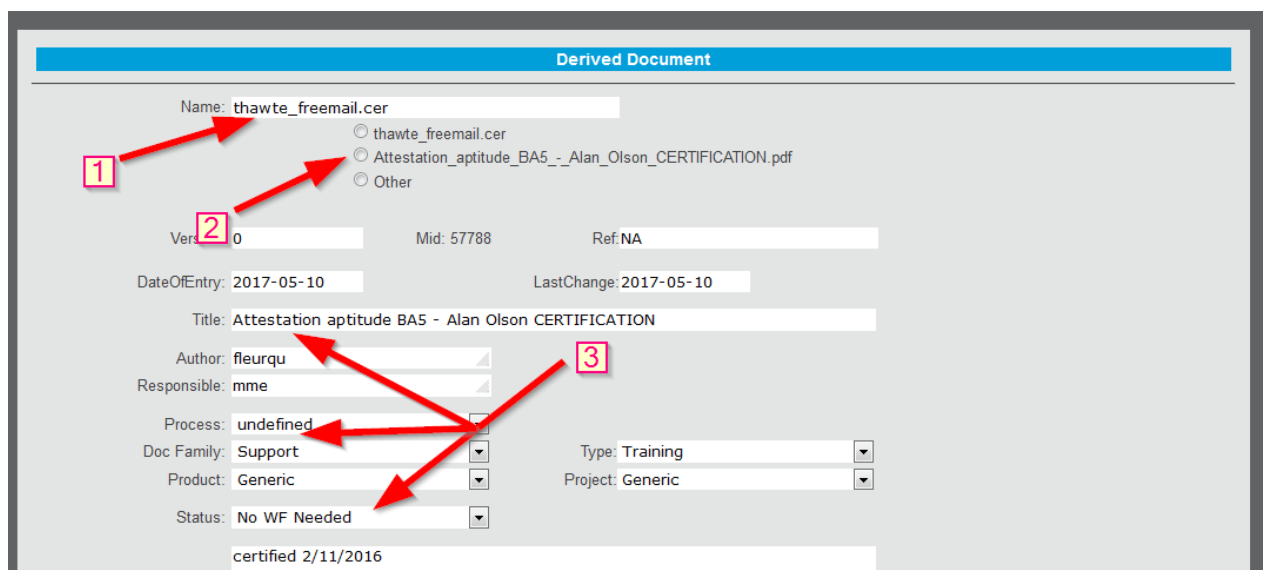 Derived Document
Name: thawte_freemail.cer
thawte_freemail.cer
1
Attestation_aptitude_BA5_-_Alan_Olson_CERTIFICATION.pdf
Other
2
Vers 0 Mid: 57788 Ref: NA
DateOfEntry: 2017-05-10 LastChange: 2017-05-10
Title: Attestation aptitude BA5 - Alan Olson CERTIFICATION
Author: fleurqu
3
Responsible: mme
Process: undefined
Doc Family: Support Type: Training
Product: Generic Project: Generic
Status: No WF Needed
certified 2/11/2016